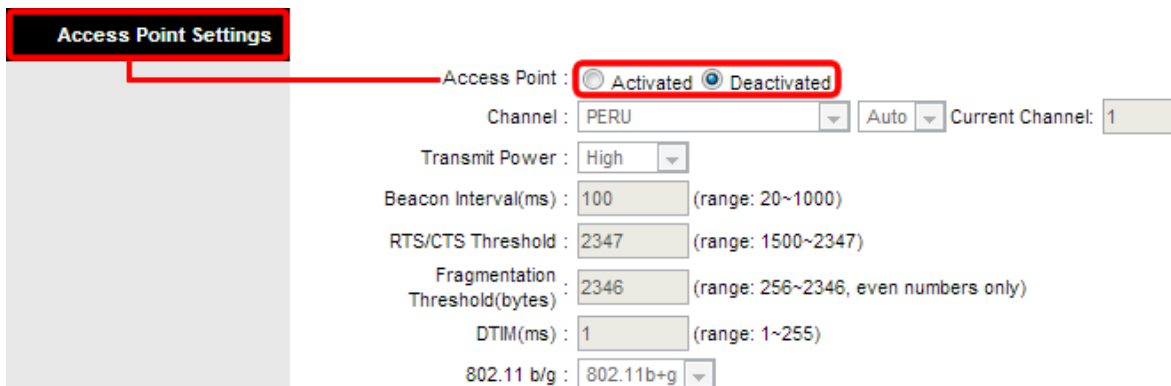 Access Point Settings
Access Point : Activated Deactivated
Channel : PERU Auto Current Channel: 1
Transmit Power : High
Beacon Interval(ms) : 100 (range: 20~1000)
RTS/CTS Threshold : 2347 (range: 1500~2347)
Fragmentation
Threshold(bytes) : 2346 (range: 256~2346, even numbers only)
DTIM(ms) : 1 (range: 1~255)
802.11 b/g : 802.11b+g